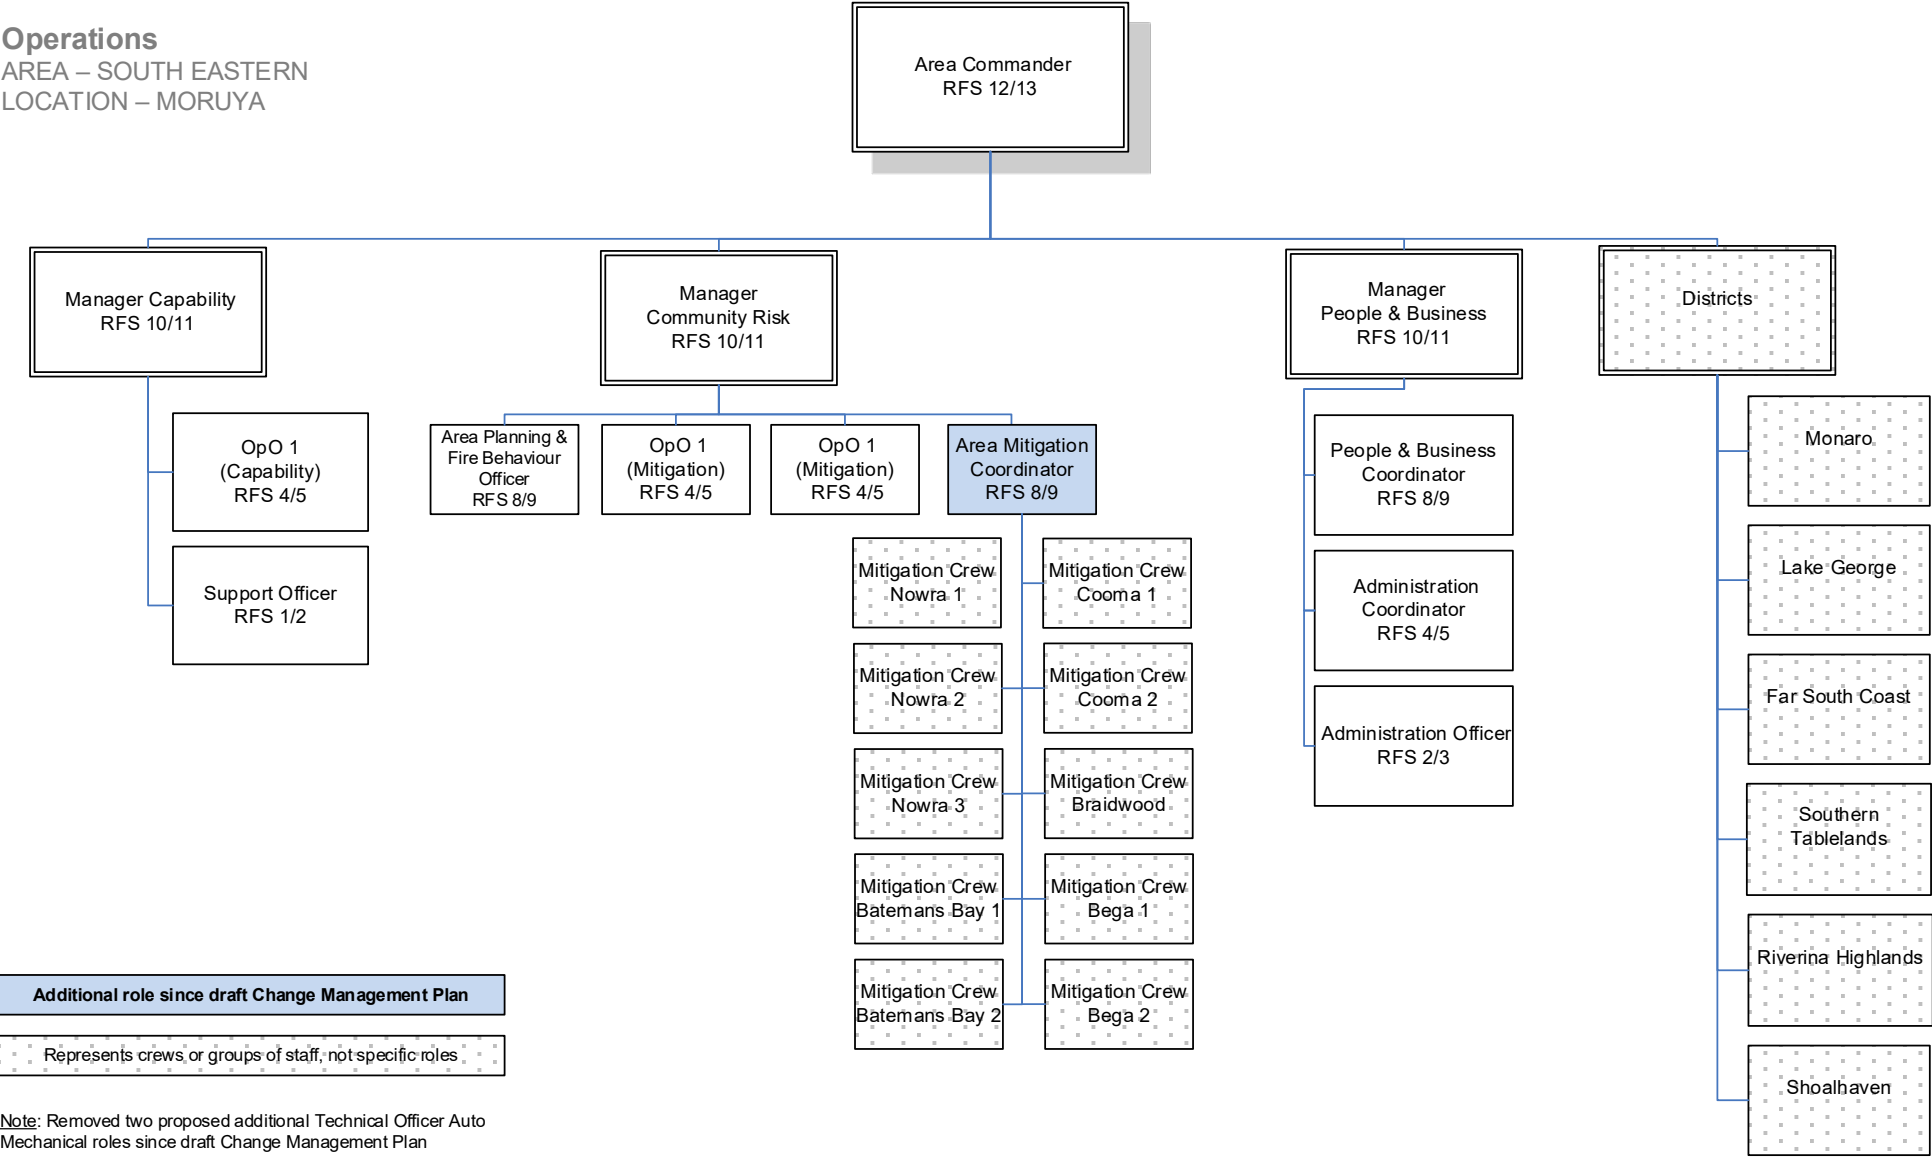 Operations
AREA – SOUTH EASTERN
LOCATION – MORUYA
Area Commander
RFS 12/13
Manager Capability
RFS 10/11
Manager
Community Risk
RFS 10/11
Manager
People & Business
RFS 10/11
Districts
OpO 1
(Capability)
RFS 4/5
Support Officer
RFS 1/2
Area Planning &
Fire Behaviour
Officer
RFS 8/9
OpO 1
(Mitigation)
RFS 4/5
OpO 1
(Mitigation)
RFS 4/5
Area Mitigation
Coordinator
RFS 8/9
Mitigation Crew
Nowra 1
Mitigation Crew
Cooma 1
Mitigation Crew
Nowra 2
Mitigation Crew
Cooma 2
Mitigation Crew
Nowra 3
Mitigation Crew
Braidwood
Mitigation Crew
Batemans Bay 1
Mitigation Crew
Bega 1
Mitigation Crew
Batemans Bay 2
Mitigation Crew
Bega 2
People & Business
Coordinator
RFS 8/9
Administration
Coordinator
RFS 4/5
Administration Officer
RFS 2/3
Monaro
Lake George
Far South Coast
Southern
Tablelands
Riverina Highlands
Shoalhaven
Additional role since draft Change Management Plan
Represents crews or groups of staff, not specific roles
Note: Removed two proposed additional Technical Officer Auto
Mechanical roles since draft Change Management Plan